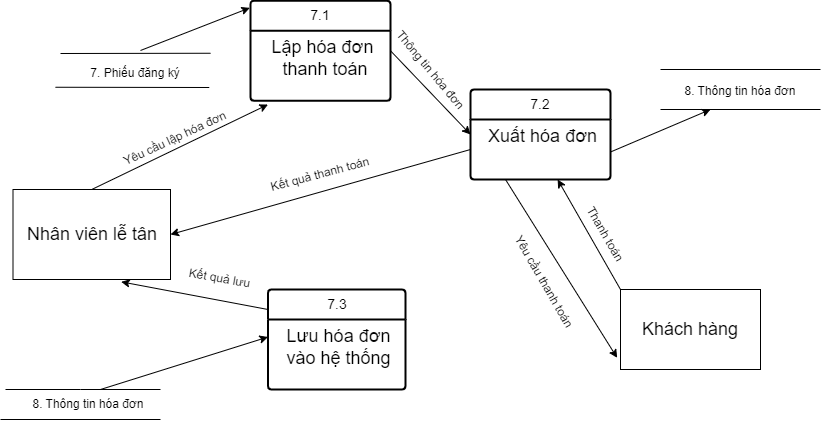 7.1
Lập hóa đơn
thanh toán
7. Phiếu đăng ký
Thông tin hóa đơn
7.2
Xuất hóa đơn
8. Thông tin hóa đơn
Yêu cầu lập hóa đơn
Kết quả thanh toán
Nhân viên lễ tân
Thanh toán
Yêu cầu thanh toán
Kết quả lưu
7.3
Lưu hóa đơn
vào hệ thống
Khách hàng
8. Thông tin hóa đơn